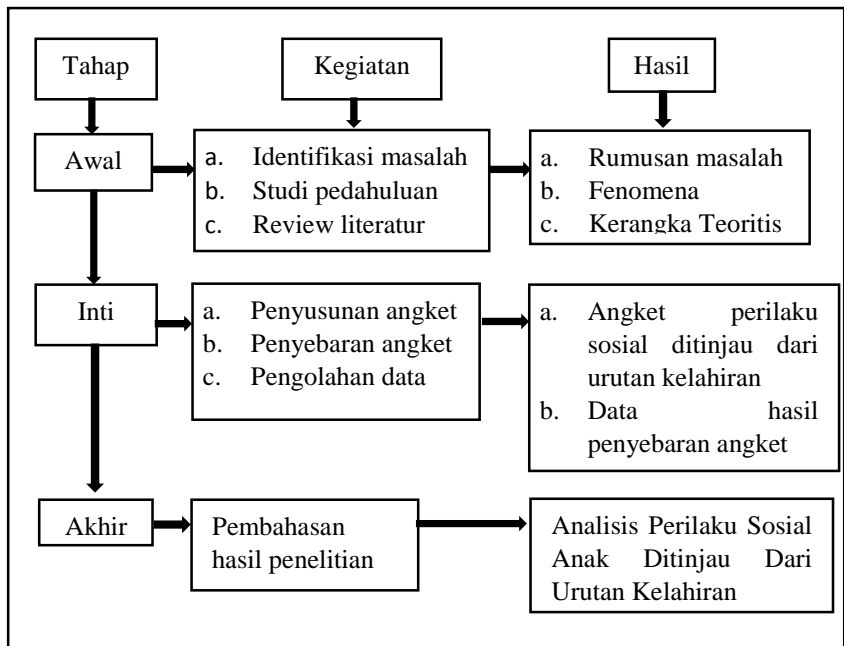 Tahap
Kegiatan
Hasil
Awal
a. Identifikasi masalah
b. Studi pedahuluan
c. Review literatur
a. Rumusan masalah
b. Fenomena
c. Kerangka Teoritis
Inti
a. Penyusunan angket
b. Penyebaran angket
c. Pengolahan data
a. Angket perilaku
sosial ditinjau dari
urutan kelahiran
b. Data hasil
penyebaran angket
Akhir
Pembahasan
hasil penelitian
Analisis Perilaku Sosial
Anak Ditinjau Dari
Urutan Kelahiran